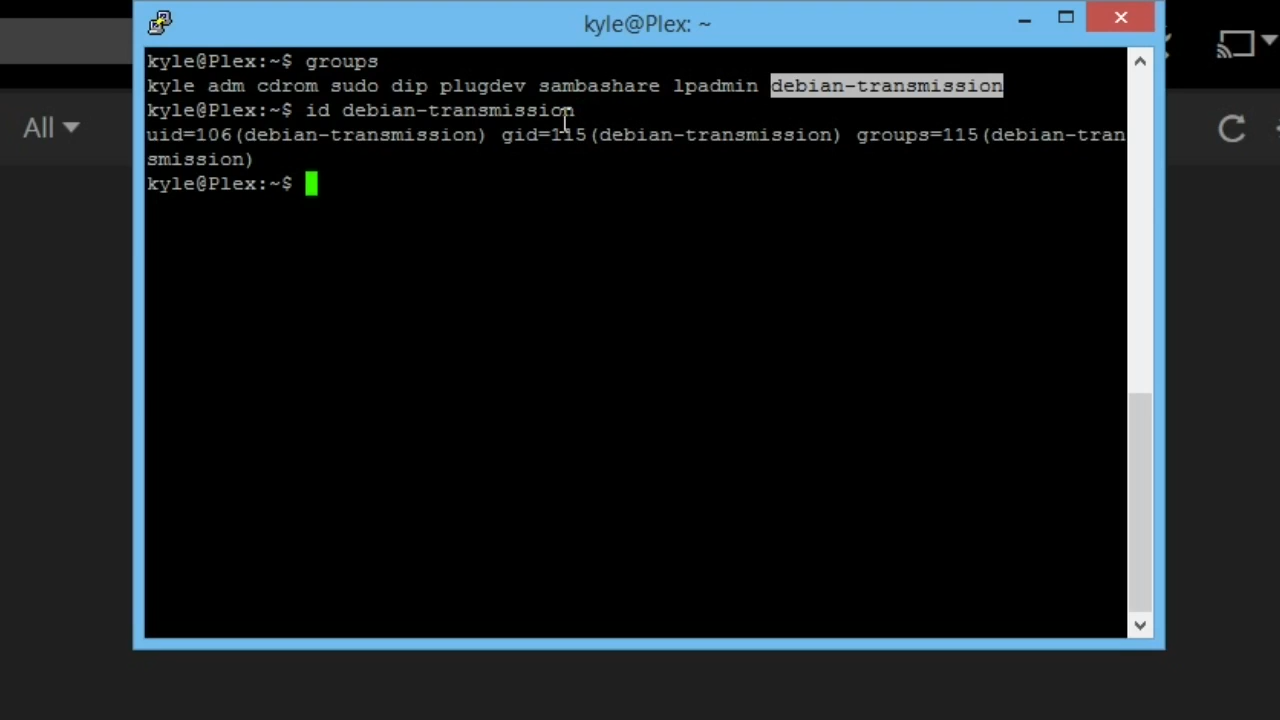 kyle@Plex: ~
kyle@Plex:~$ groups
kyle adm cdrom sudo dip plugdev sambashare lpadmin debian-transmission
kyle@Plex:~$ id debian-transmission
uid=106(debian-transmission) gid=115(debian-transmission) groups=115(debian-tran
smission)
kyle@Plex:~$
All